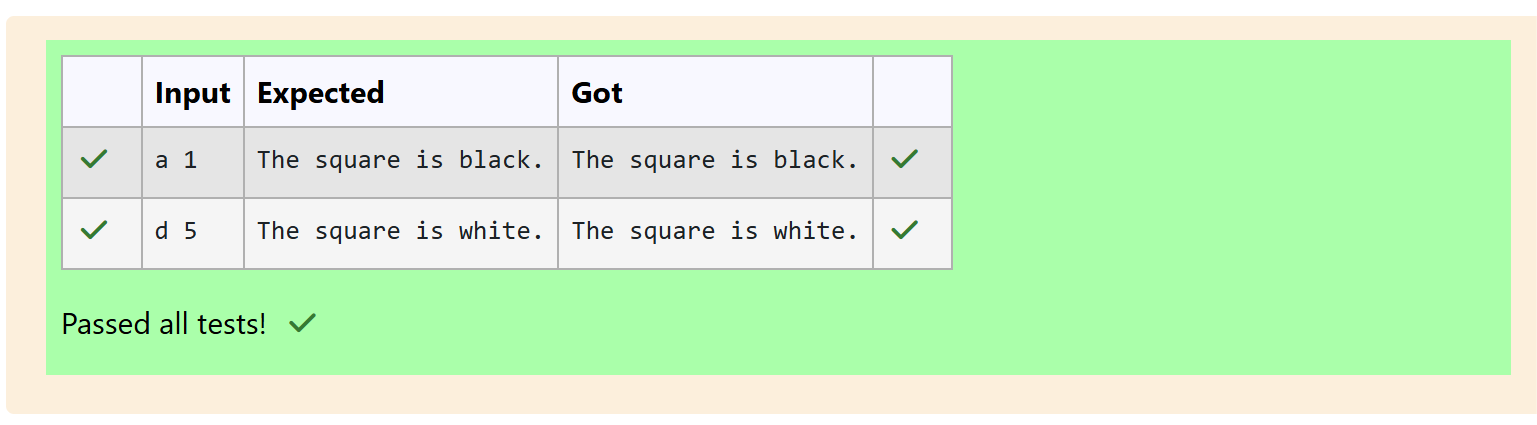 Input Expected Got
a 1 The square is black. The square is black.
d 5 The square is white. The square is white.
Passed all tests!